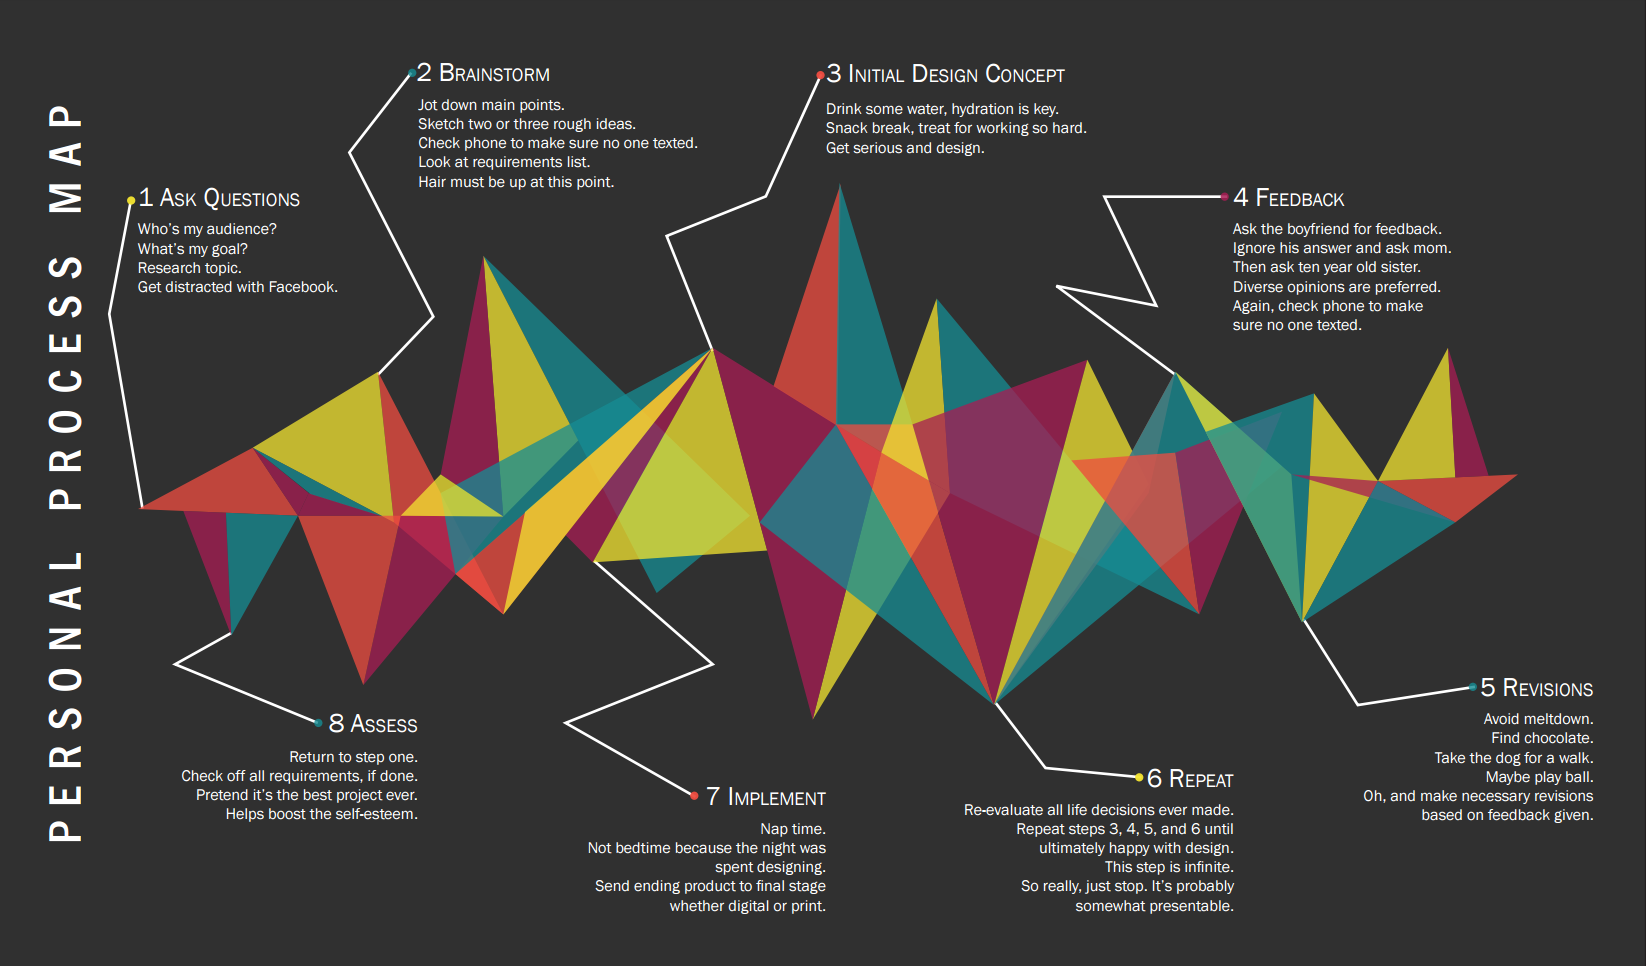 PERSONAL PROCESS MAP
1 Ask Questions
Who's my audience?
What's my goal?
Research topic.
Get distracted with Facebook.
2 Brainstorm
Jot down main points.
Sketch two or three rough ideas.
Check phone to make sure no one texted.
Look at requirements list.
Hair must be up at this point.
3 Initial Design Concept
Drink some water, hydration is key.
Snack break, treat for working so hard.
Get serious and design.
4 Feedback
Ask the boyfriend for feedback.
Ignore his answer and ask mom.
Then ask ten year old sister.
Diverse opinions are preferred.
Again, check phone to make
sure no one texted.
5 Revisions
Avoid meltdown.
Find chocolate.
Take the dog for a walk.
Maybe play ball.
Oh, and make necessary revisions
based on feedback given.
6 Repeat
Re-evaluate all life decisions ever made.
Repeat steps 3, 4, 5, and 6 until
ultimately happy with design.
This step is infinite.
So really, just stop. It's probably
somewhat presentable.
7 Implement
Nap time.
Not bedtime because the night was
spent designing.
Send ending product to final stage
whether digital or print.
8 Assess
Return to step one.
Check off all requirements, if done.
Pretend it's the best project ever.
Helps boost the self-esteem.